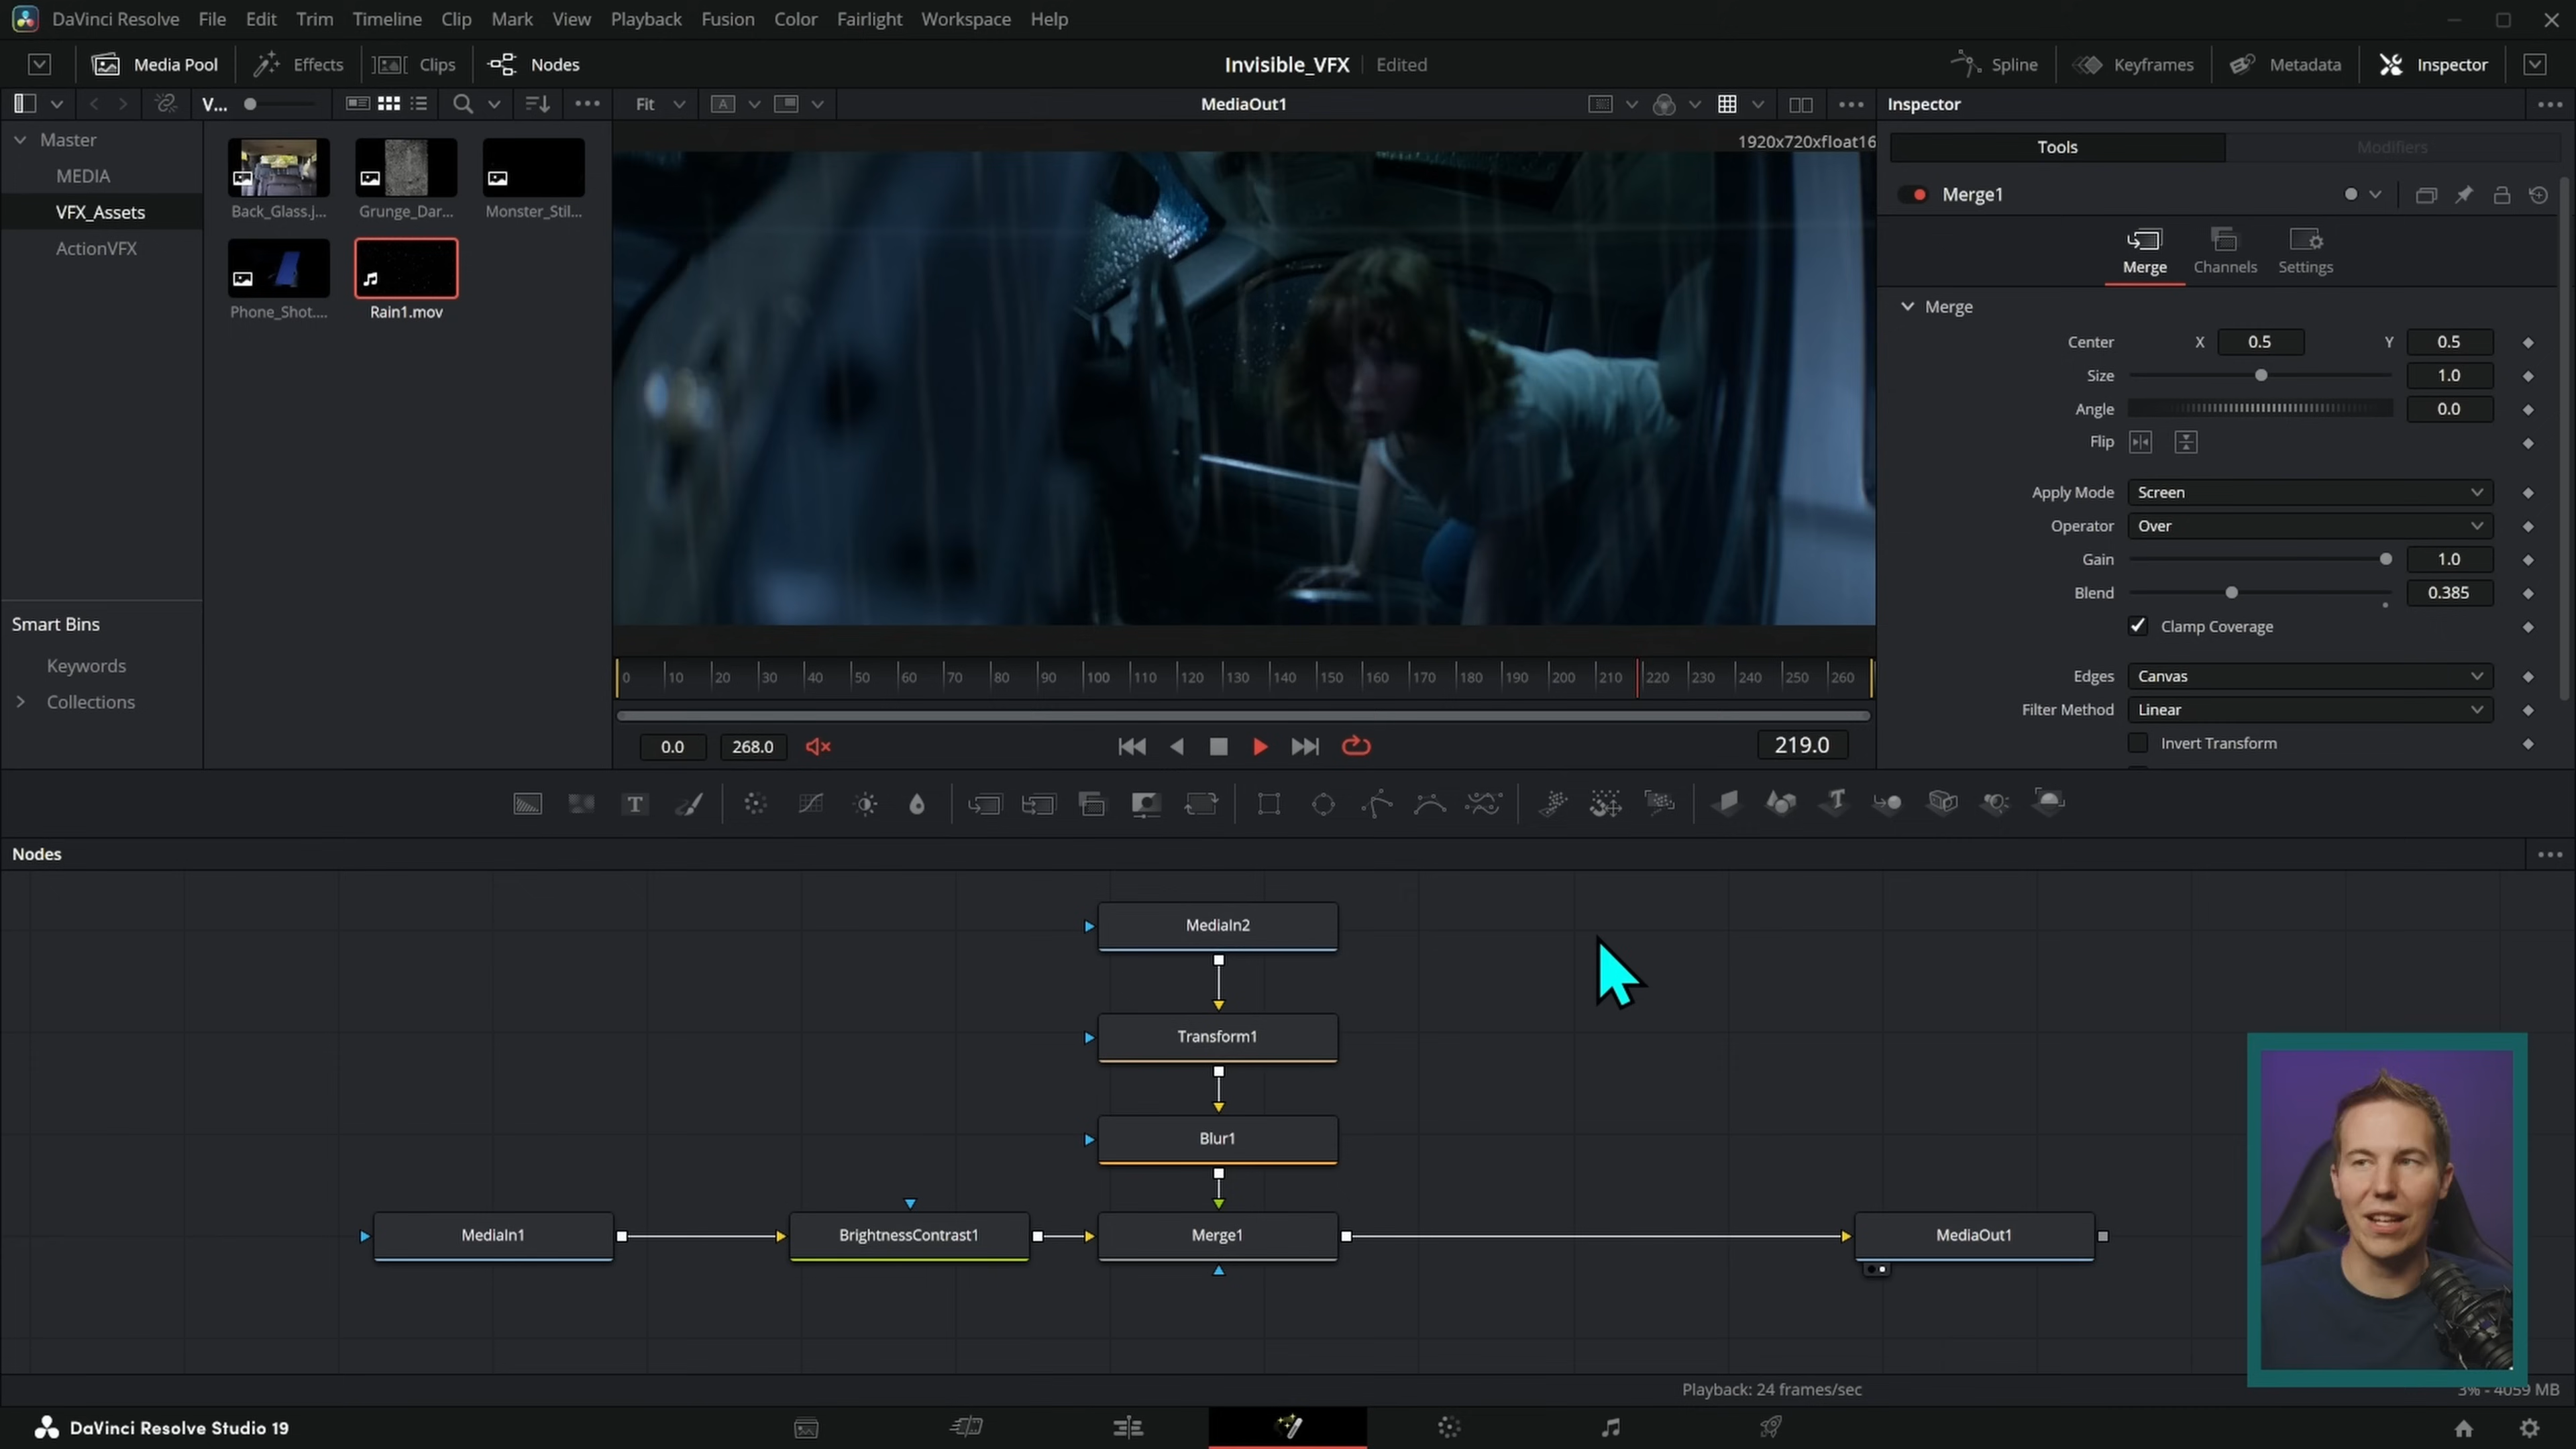 DaVinci Resolve File Edit Trim Timeline Clip Mark View Playback Fusion Color Fairlight Workspace Help
Media Pool Effects Clips Nodes Invisible_VFX Edited Spline Keyframes Metadata Inspector
V... Fit A MediaOut1 Inspector
Master
MEDIA
VFX_Assets
ActionVFX
Back_Glass.j... Grunge_Dar... Monster_Stil...
Phone_Shot.... Rain1.mov
Smart Bins
Keywords
Collections
1920x720xfloat16
0 10 20 30 40 50 60 70 80 90 100 110 120 130 140 150 160 170 180 190 200 210 220 230 240 250 260
0.0 268.0 219.0
Tools Modifiers
Merge1
Merge Channels Settings
Merge
Center X 0.5 Y 0.5
Size 1.0
Angle 0.0
Flip
Apply Mode Screen
Operator Over
Gain 1.0
Blend 0.385
Clamp Coverage
Edges Canvas
Filter Method Linear
Invert Transform
T T
Nodes
MediaIn2
Transform1
Blur1
MediaIn1 BrightnessContrast1 Merge1 MediaOut1
Playback: 24 frames/sec 3% - 4059 MB
DaVinci Resolve Studio 19